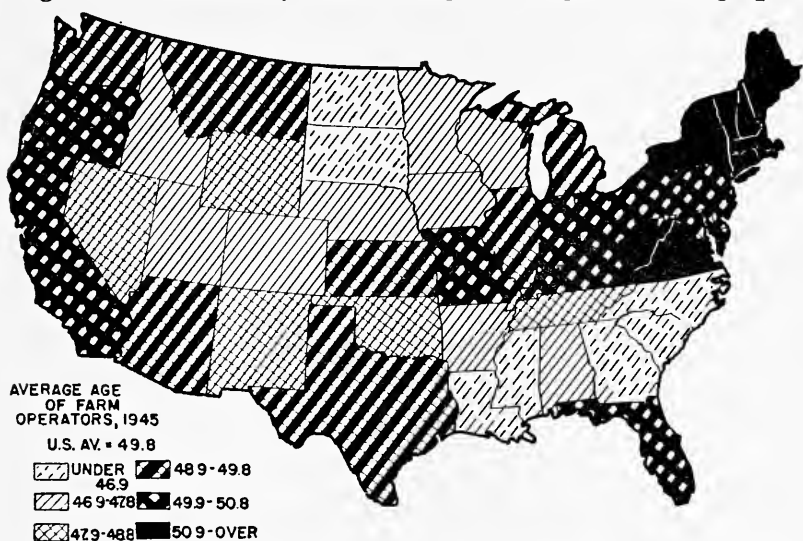 AVERAGE AGE
OF FARM
OPERATORS, 1945
U.S. AV. = 49.8
UNDER
46.9
46.9-47.8
47.9-48.8
48.9-49.8
49.9-50.8
50.9-OVER